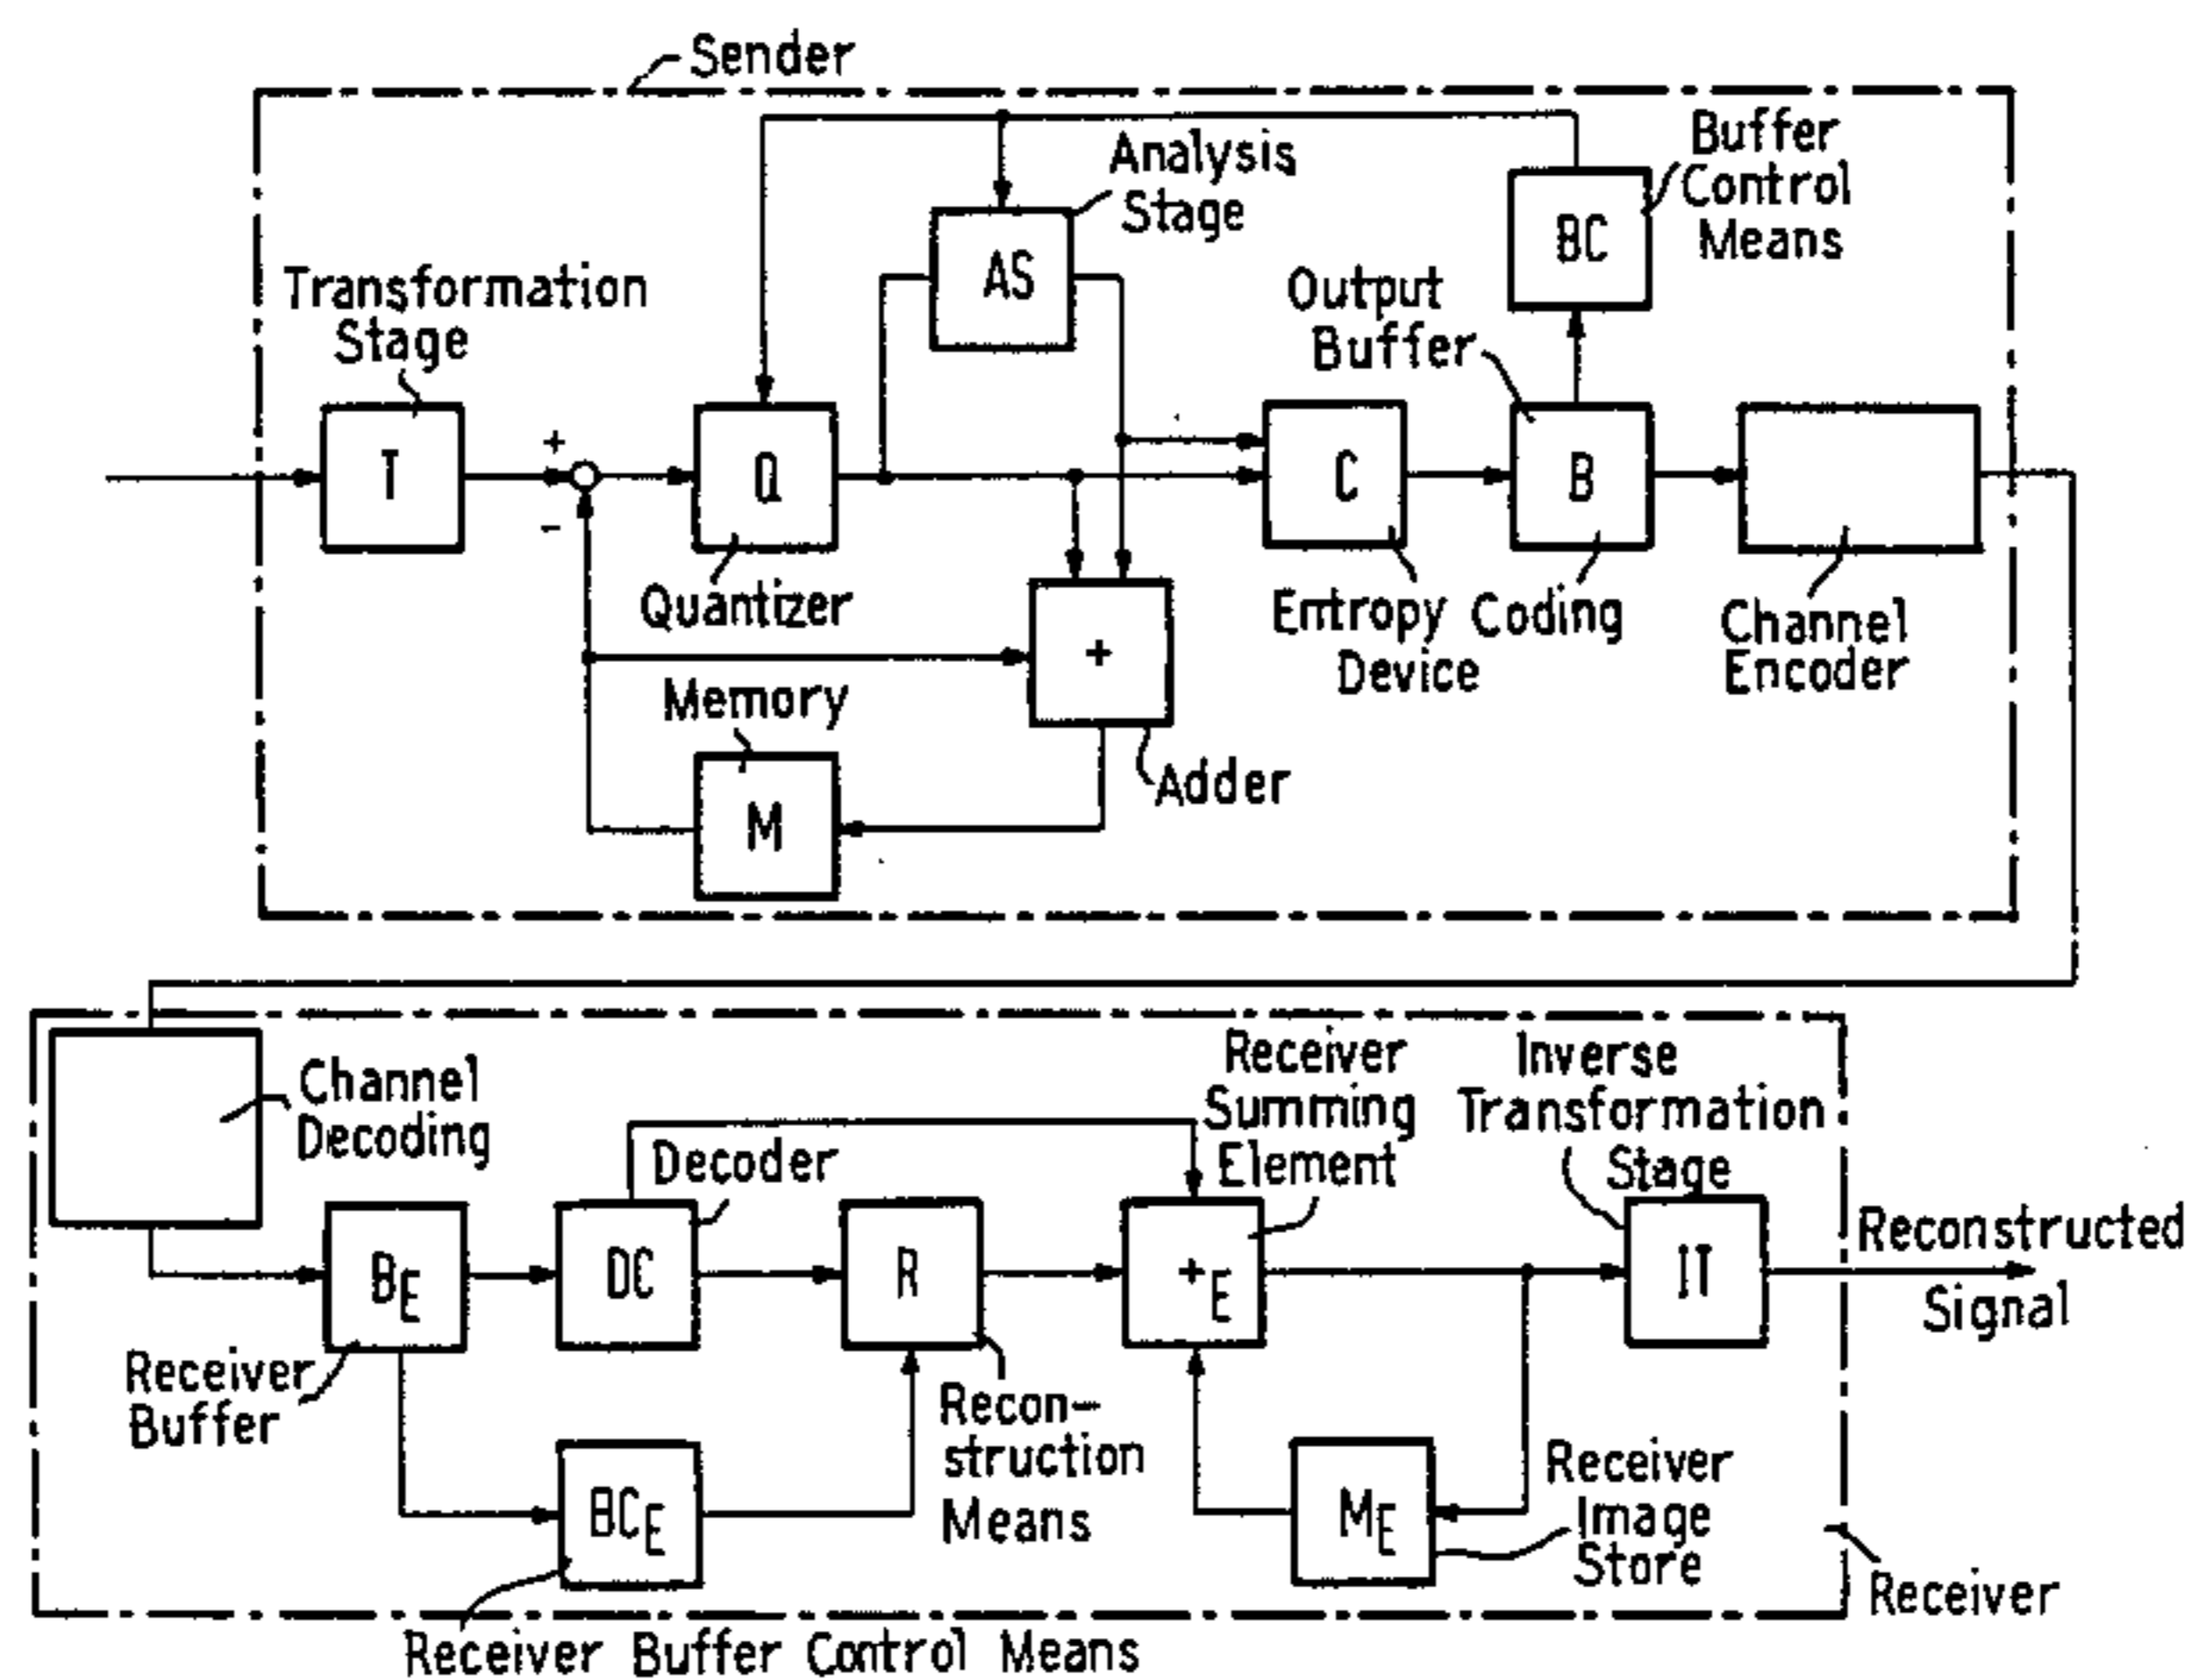 Sender
Buffer
Control
Means
Analysis
Stage
BC
AS
Transformation
Stage
Output
Buffer
T
+
-
Q
C
B
Quantizer
Entropy Coding
Device
Channel
Encoder
+
Memory
Adder
M
Channel
Decoding
Receiver
Summing
Element
Inverse
Transformation
Stage
Decoder
BE
DC
R
+E
IT
Reconstructed
Signal
Receiver
Buffer
Recon-
struction
Means
BCE
ME
Receiver
Image
Store
Receiver
Receiver Buffer Control Means